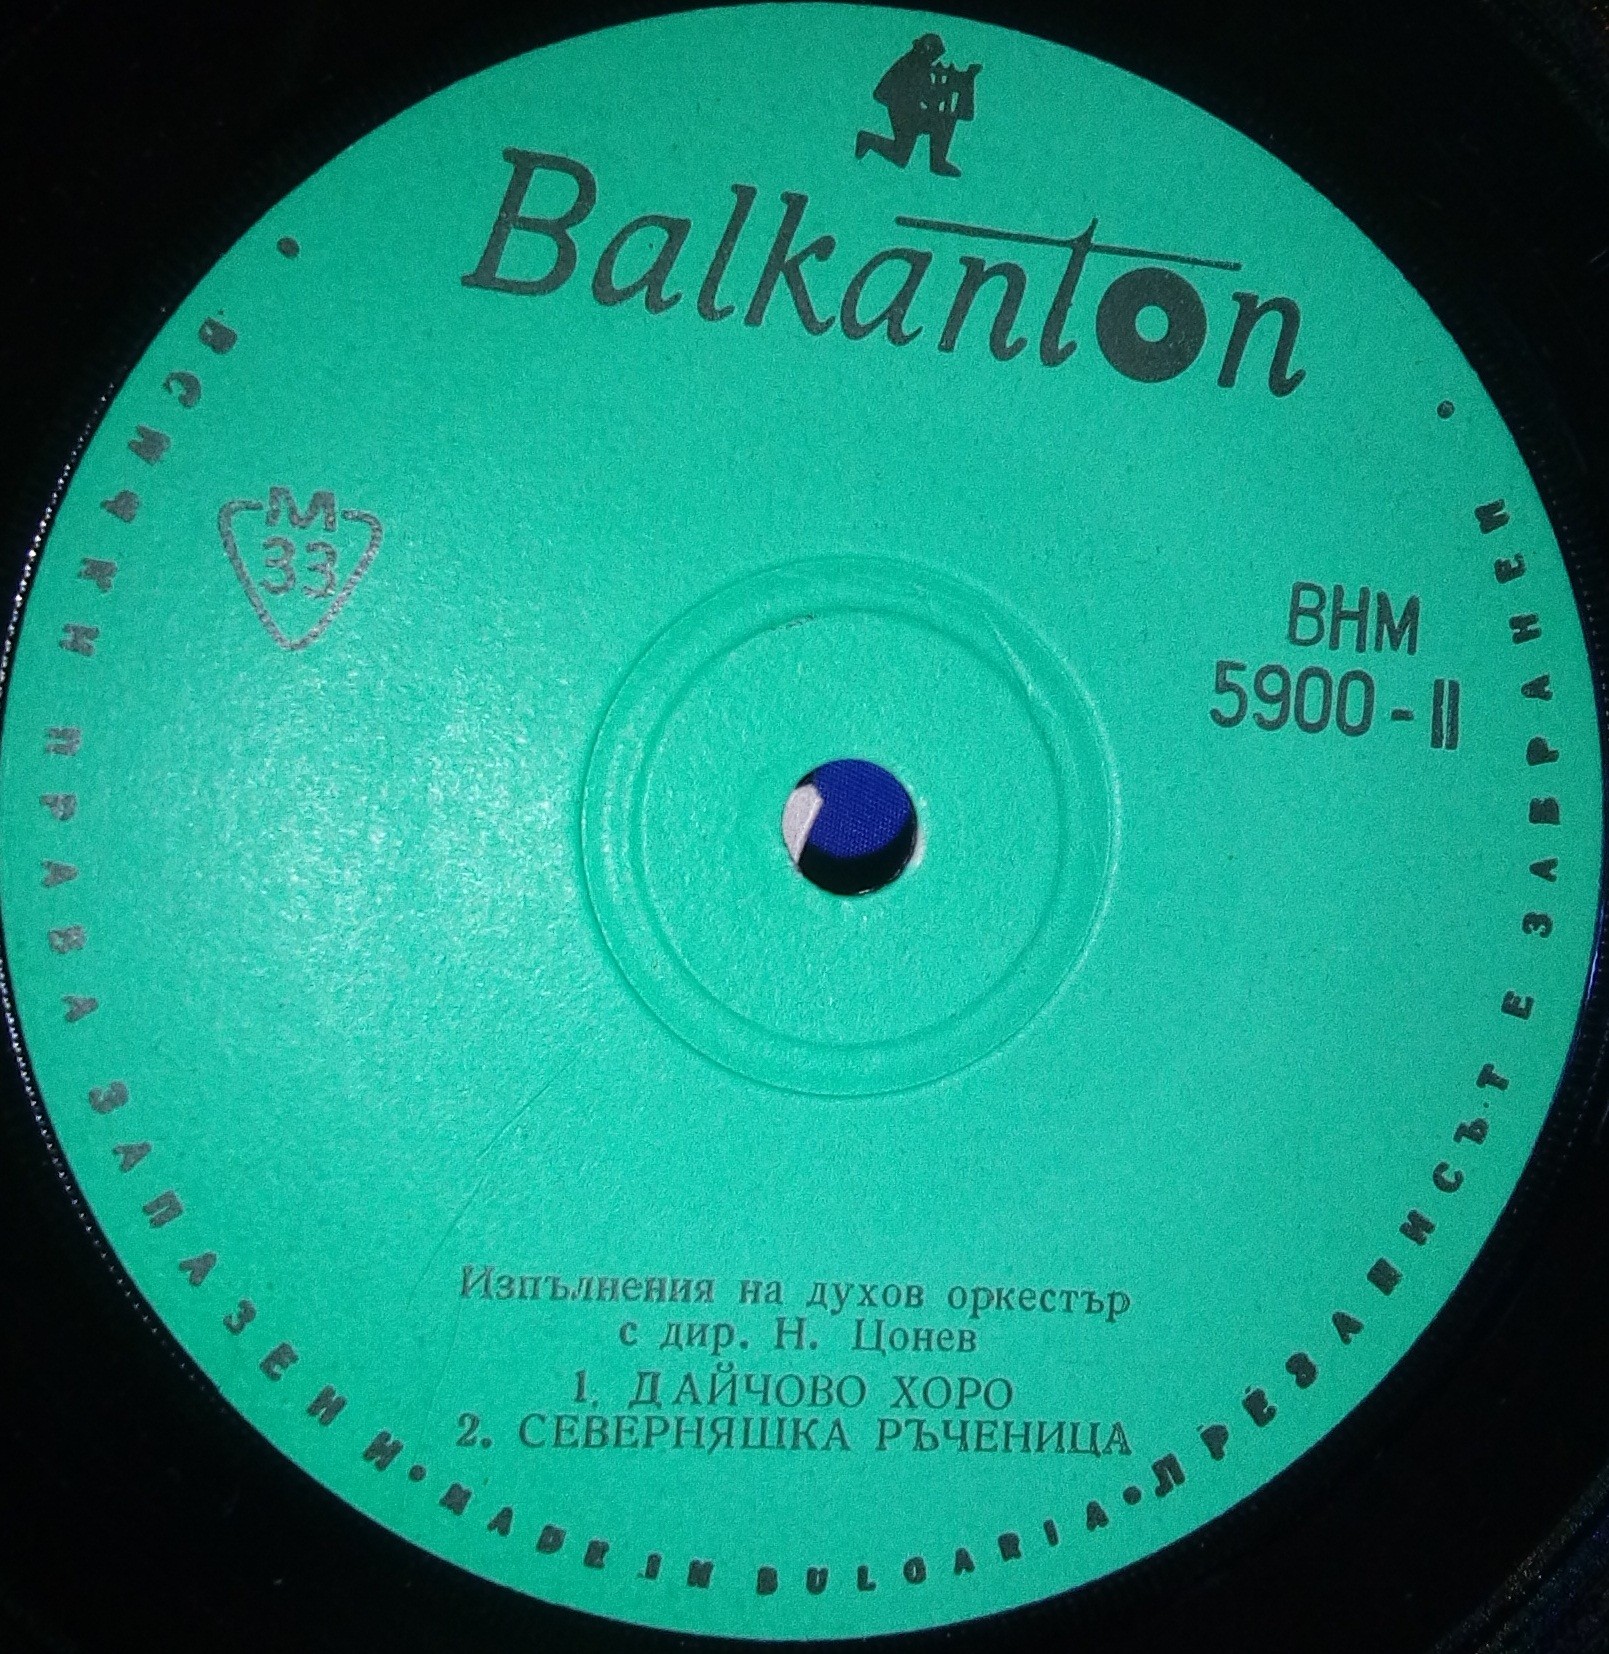 Balkanton
М
33
ВНМ
5900 - II
Изпълнения на духов оркестър
с дир. Н. Цонев
1. ДАЙЧОВО ХОРО
2. СЕВЕРНЯШКА РЪЧЕНИЦА
• ВСИЧКИ ПРАВА ЗАПАЗЕНИ • MADE IN BULGARIA • ПРЕЗАПИСЪТ Е ЗАБРАНЕН •